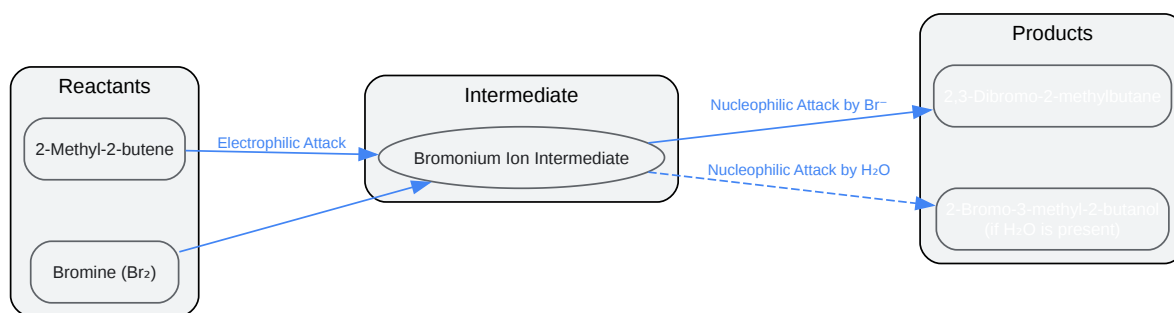 Reactants
2-Methyl-2-butene
Bromine (Br₂)
Electrophilic Attack
Intermediate
Bromonium Ion Intermediate
Nucleophilic Attack by Br⁻
Nucleophilic Attack by H₂O
Products
2,3-Dibromo-2-methylbutane
2-Bromo-3-methyl-2-butanol
(if H₂O is present)